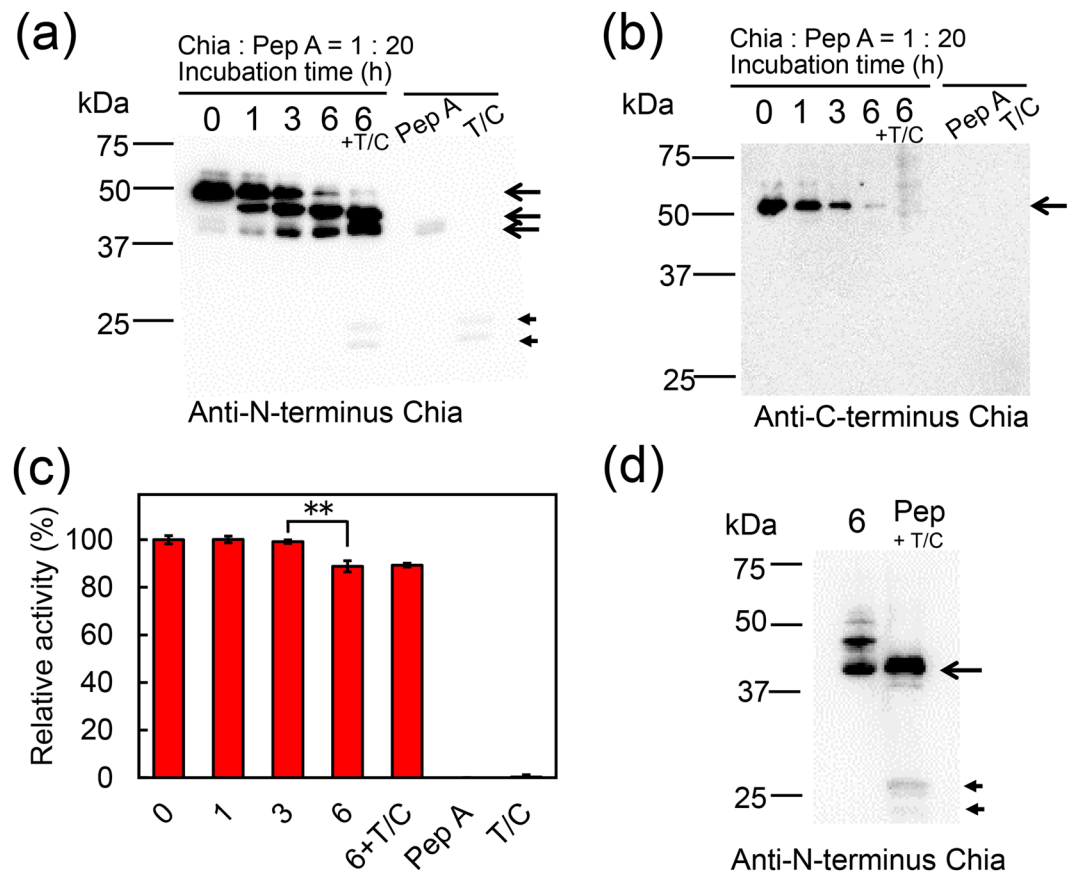 (a)
Chia : Pep A = 1 : 20
Incubation time (h)
kDa
0 1 3 6 6 Pep A T/C
+T/C
75
50
37
25
Anti-N-terminus Chia
(b)
Chia : Pep A = 1 : 20
Incubation time (h)
kDa
0 1 3 6 6 Pep A T/C
+T/C
75
50
37
25
Anti-C-terminus Chia
(c)
Relative activity (%)
**
100
80
60
40
20
0
0 1 3 6 6+T/C Pep A T/C
(d)
kDa
6 Pep
+ T/C
75
50
37
25
Anti-N-terminus Chia